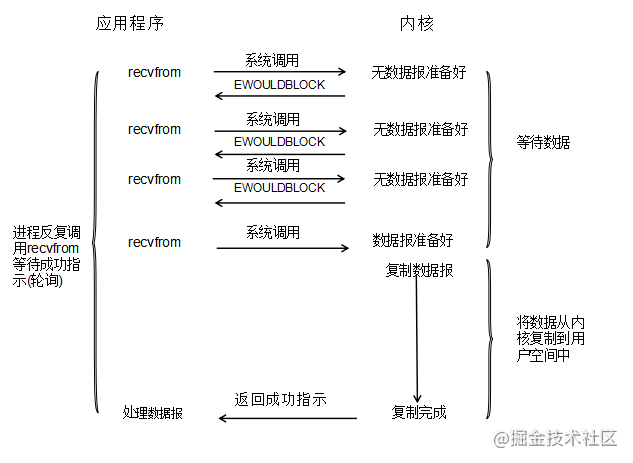 应用程序
内核
recvfrom
系统调用
无数据报准备好
EWOULDBLOCK
recvfrom
系统调用
无数据报准备好
EWOULDBLOCK
recvfrom
系统调用
无数据报准备好
EWOULDBLOCK
等待数据
进程反复调
用recvfrom
等待成功指
示(轮询)
recvfrom
系统调用
数据报准备好
复制数据报
将数据从内
核复制到用
户空间中
处理数据报
返回成功指示
复制完成
@掘金技术社区